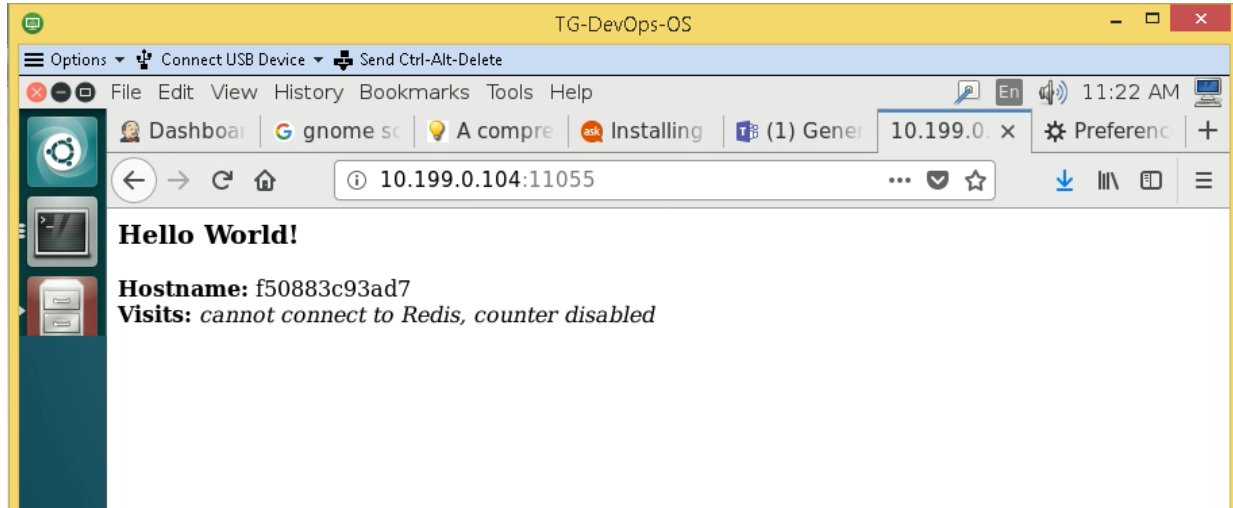 TG-DevOps-OS
Options Connect USB Device Send Ctrl-Alt-Delete
File Edit View History Bookmarks Tools Help En 11:22 AM
Dashboar G gnome sc A compre ask Installing (1) Gener 10.199.0. Preferenc
10.199.0.104:11055
Hello World!
Hostname: f50883c93ad7
Visits: cannot connect to Redis, counter disabled